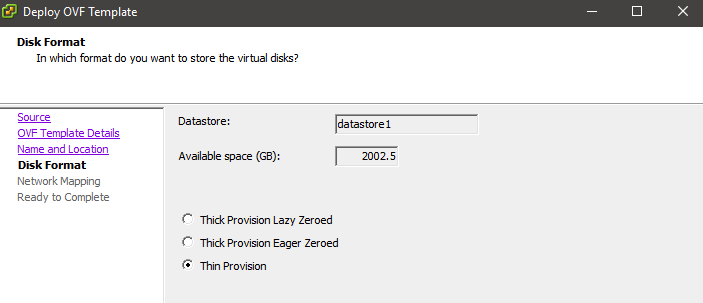 Deploy OVF Template
Disk Format
In which format do you want to store the virtual disks?
Source
OVF Template Details
Name and Location
Disk Format
Network Mapping
Ready to Complete
Datastore:
datastore1
Available space (GB):
2002.5
Thick Provision Lazy Zeroed
Thick Provision Eager Zeroed
Thin Provision